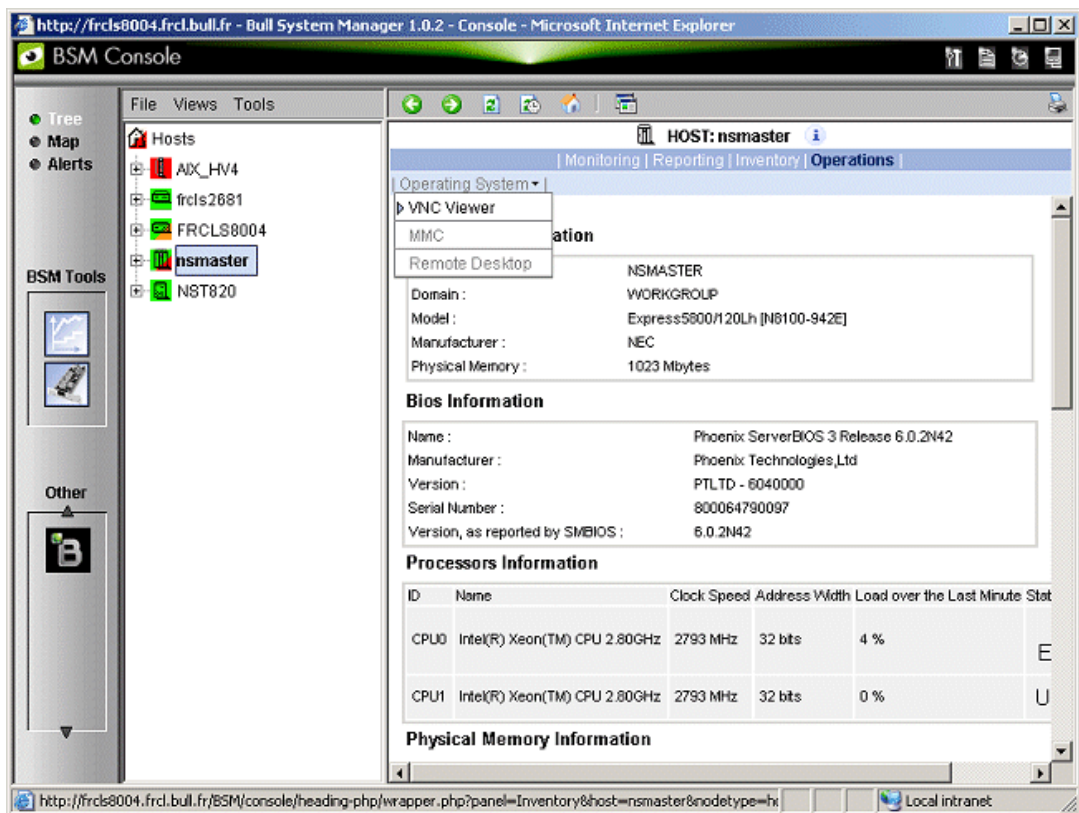 http://frcls8004.frcl.bull.fr - Bull System Manager 1.0.2 - Console - Microsoft Internet Explorer
BSM Console
Tree
Map
Alerts
BSM Tools
Other
File Views Tools
Hosts
AIX_HV4
frcls2681
FRCLS8004
nsmaster
NST820
HOST: nsmaster
| Monitoring | Reporting | Inventory | Operations |
| Operating System |
VNC Viewer
MMC
Remote Desktop
ation
NSMASTER
Domain : WORKGROUP
Model : Express5800/120Lh [N8100-942E]
Manufacturer : NEC
Physical Memory : 1023 Mbytes
Bios Information
Name : Phoenix ServerBIOS 3 Release 6.0.2N42
Manufacturer : Phoenix Technologies,Ltd
Version : PTLTD - 6040000
Serial Number : 800064790097
Version, as reported by SMBIOS : 6.0.2N42
Processors Information
ID Name Clock Speed Address Width Load over the Last Minute Stat
CPU0 Intel(R) Xeon(TM) CPU 2.80GHz 2793 MHz 32 bits 4 % E
CPU1 Intel(R) Xeon(TM) CPU 2.80GHz 2793 MHz 32 bits 0 % U
Physical Memory Information
http://frcls8004.frcl.bull.fr/BSM/console/heading-php/wrapper.php?panel=Inventory&host=nsmaster&nodetype=h
Local intranet